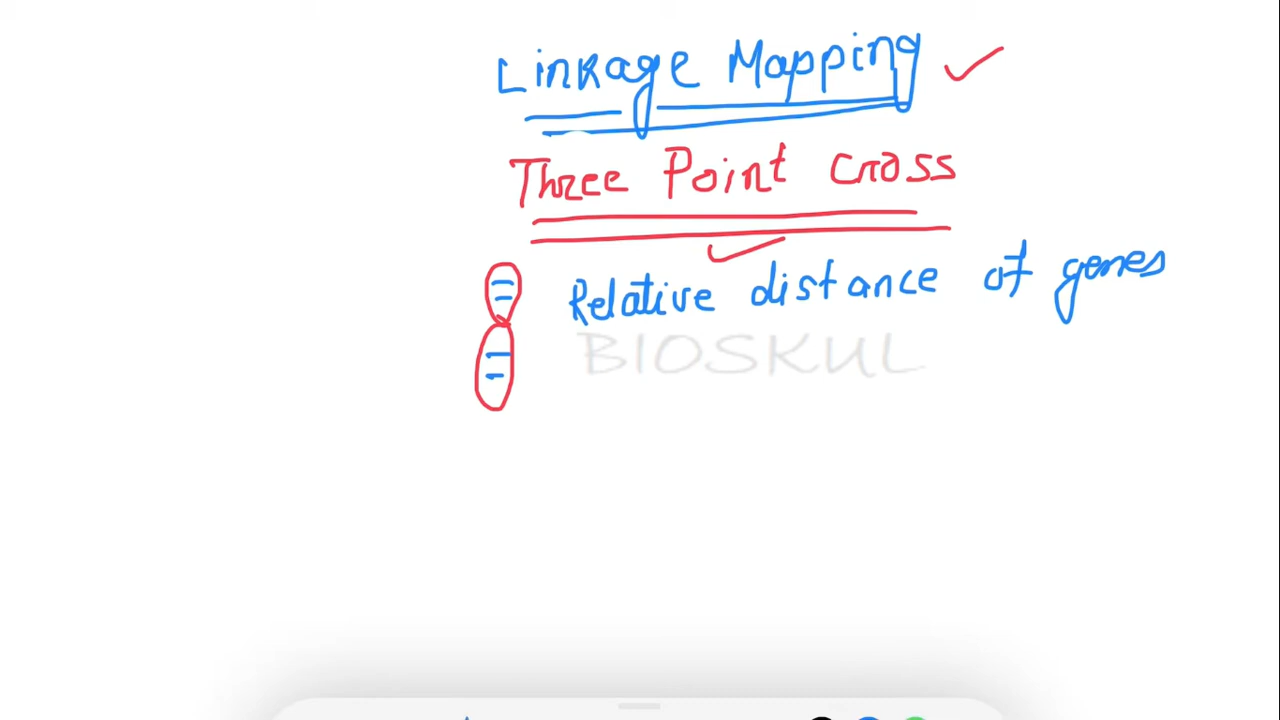 Linkage Mapping
Three Point Cross
Relative distance of genes
BIOSKUL